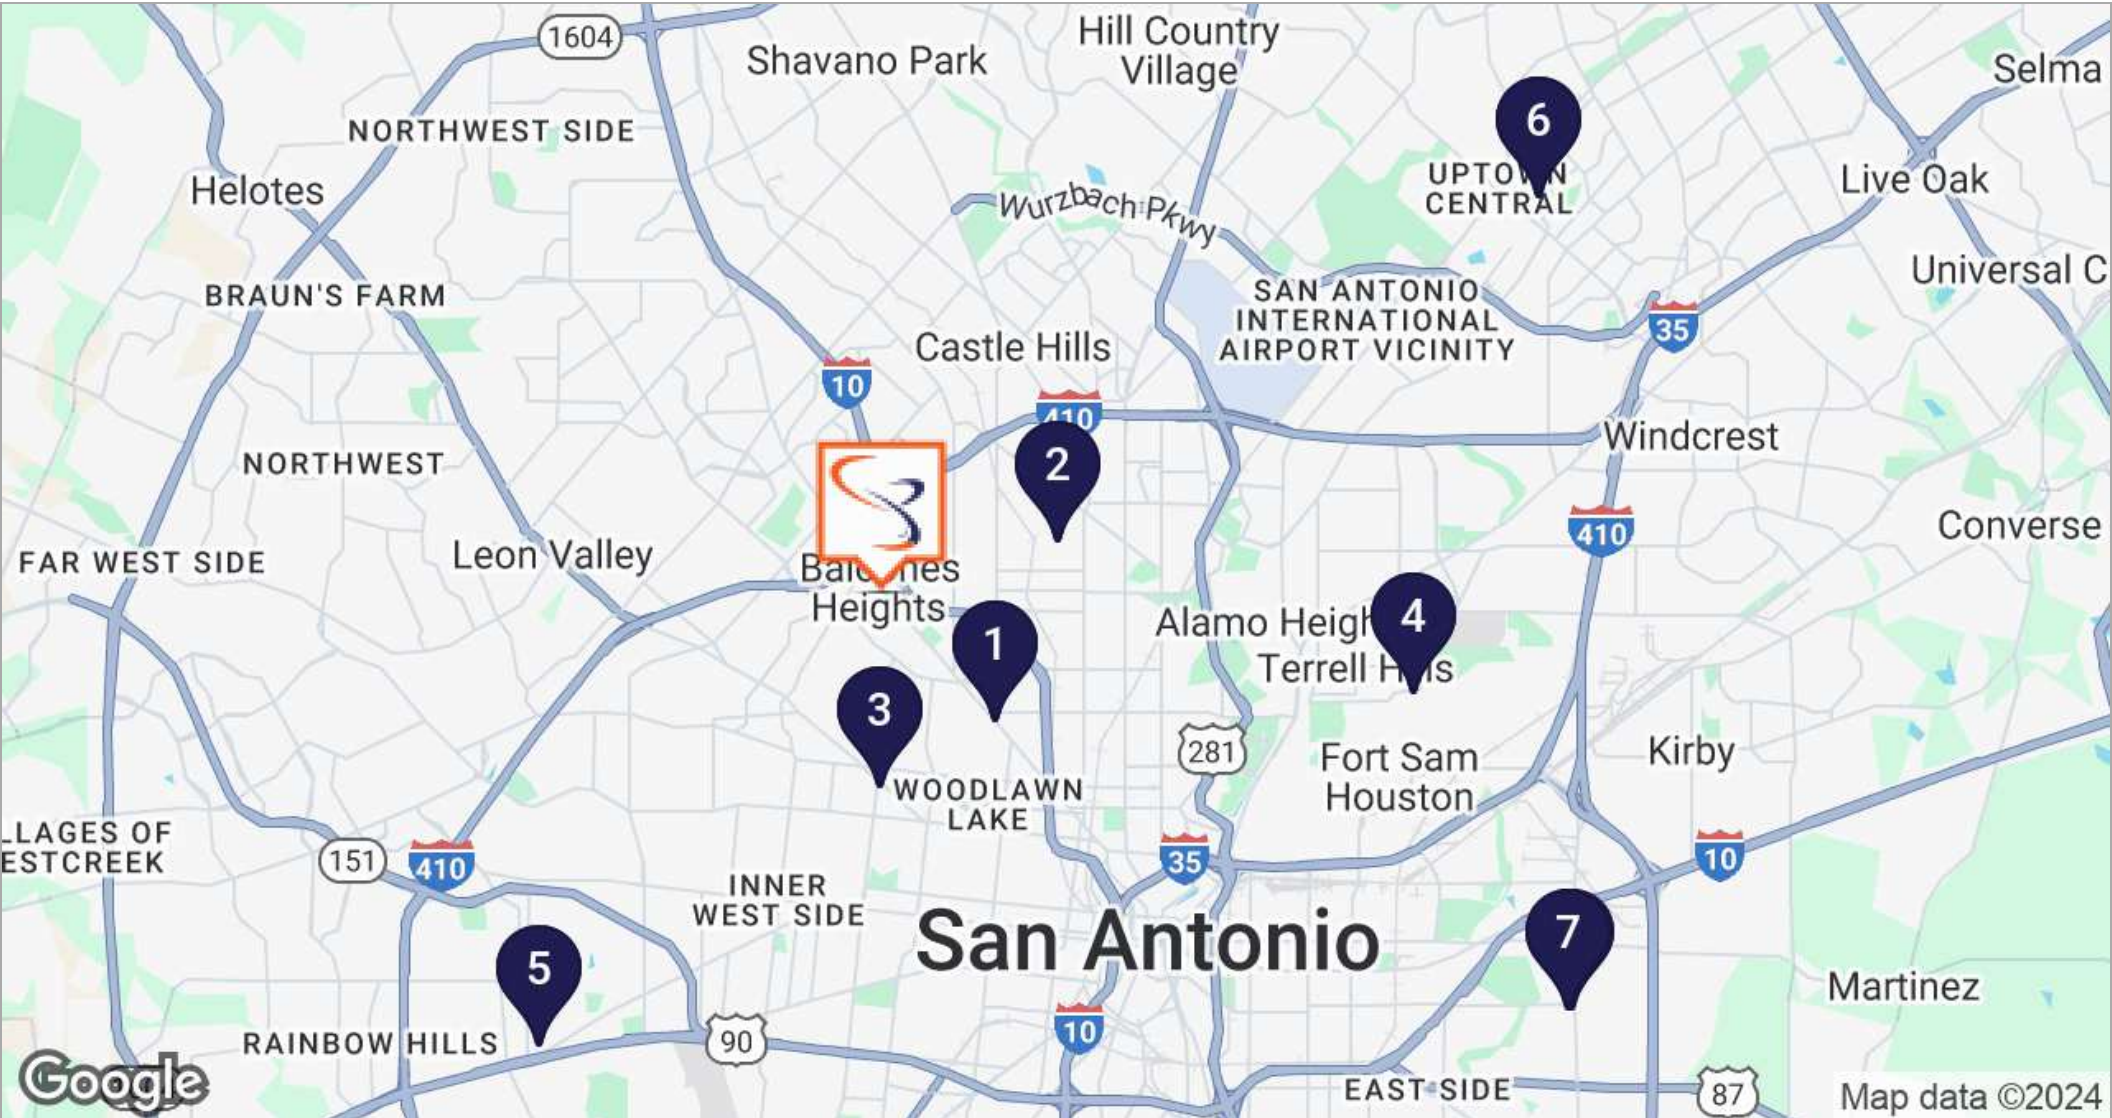 Hill Country
Village
1604
Shavano Park
Selma
6
NORTHWEST SIDE
UPTOWN
CENTRAL
Live Oak
Helotes
Wurzbach Pkwy
Universal C
BRAUN'S FARM
SAN ANTONIO
INTERNATIONAL
AIRPORT VICINITY
35
Castle Hills
10
410
Windcrest
NORTHWEST
2
Converse
410
FAR WEST SIDE
Leon Valley
Balcones
Heights
Alamo Heigh
4
1
Terrell Hills
3
281
Fort Sam
Houston
Kirby
WOODLAWN
LAKE
LLAGES OF
ESTCREEK
151
410
35
10
INNER
WEST SIDE
San Antonio
7
5
Martinez
RAINBOW HILLS
90
10
Google
EAST SIDE
87
Map data ©2024